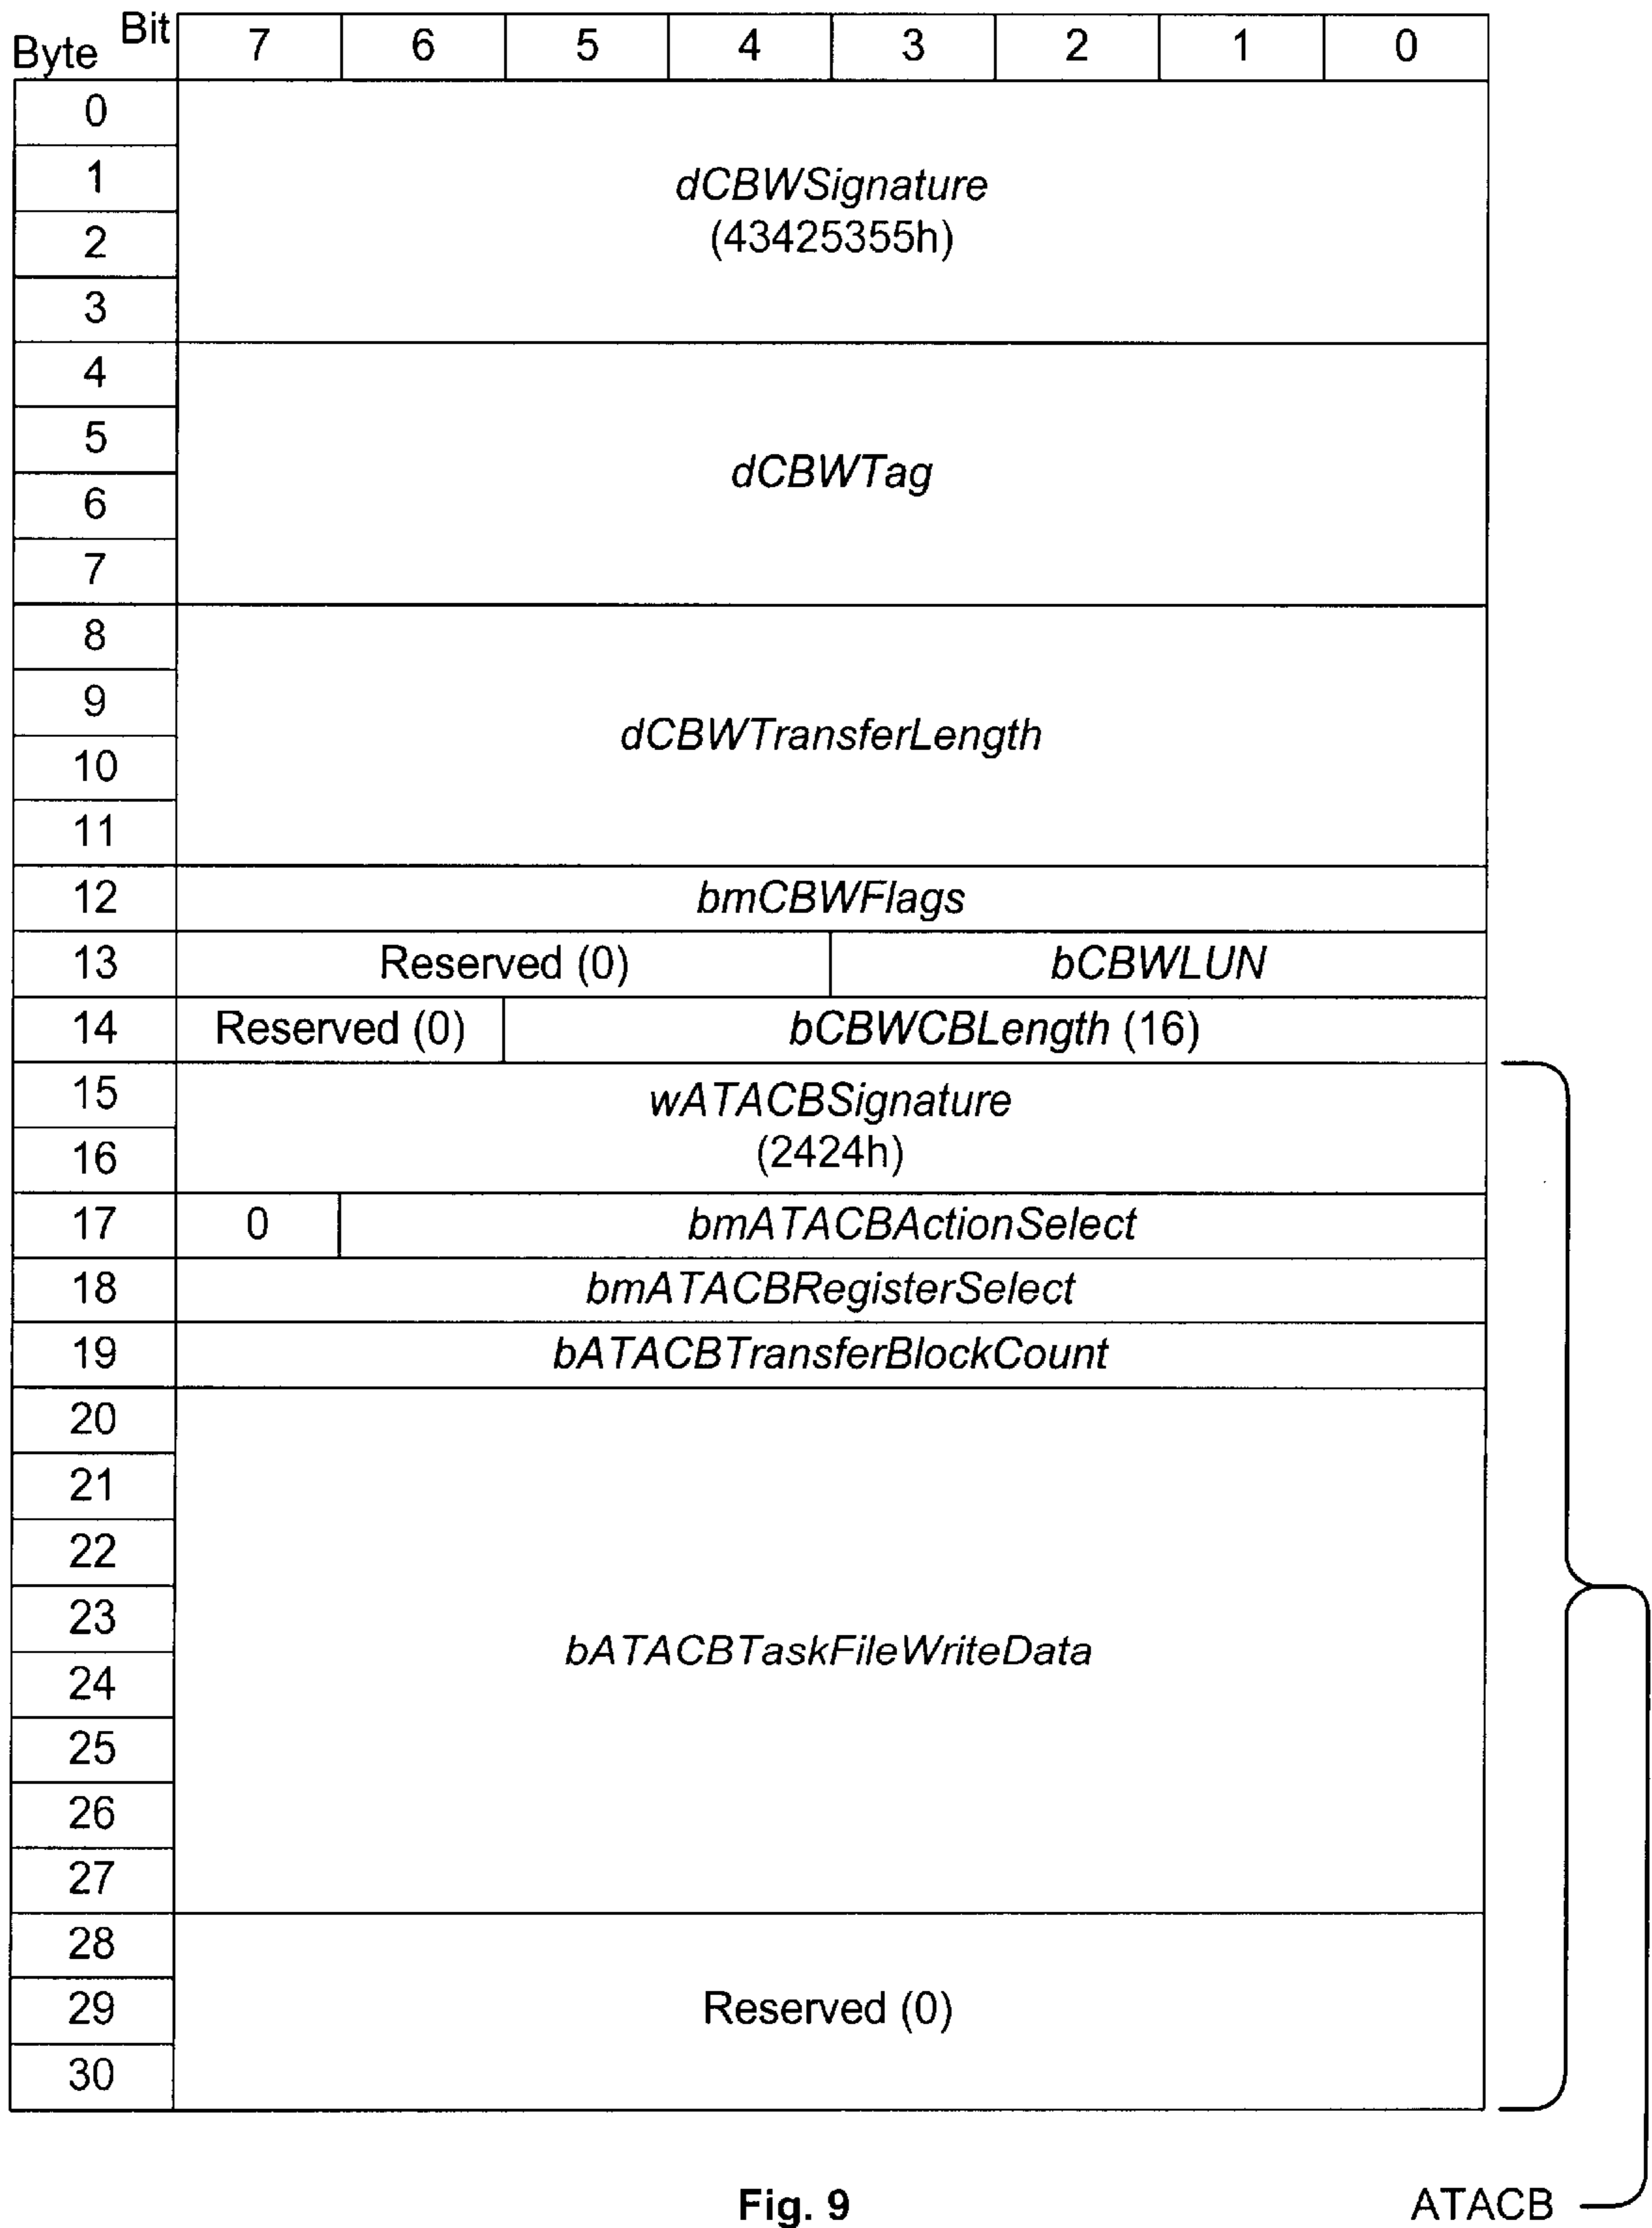 Byte Bit 7 6 5 4 3 2 1 0
0
1
dCBWSignature
(43425355h)
2
3
4
5
dCBWTag
6
7
8
9
dCBWTransferLength
10
11
12 bmCBWFlags
13 Reserved (0) bCBWLUN
14 Reserved (0) bCBWCBLength (16)
15 wATACBSignature
16 (2424h)
17 0 bmATACBActionSelect
18 bmATACBRegisterSelect
19 bATACBTransferBlockCount
20
21
22
23
bATACBTaskFileWriteData
24
25
26
27
28
29 Reserved (0)
30
Fig. 9 ATACB